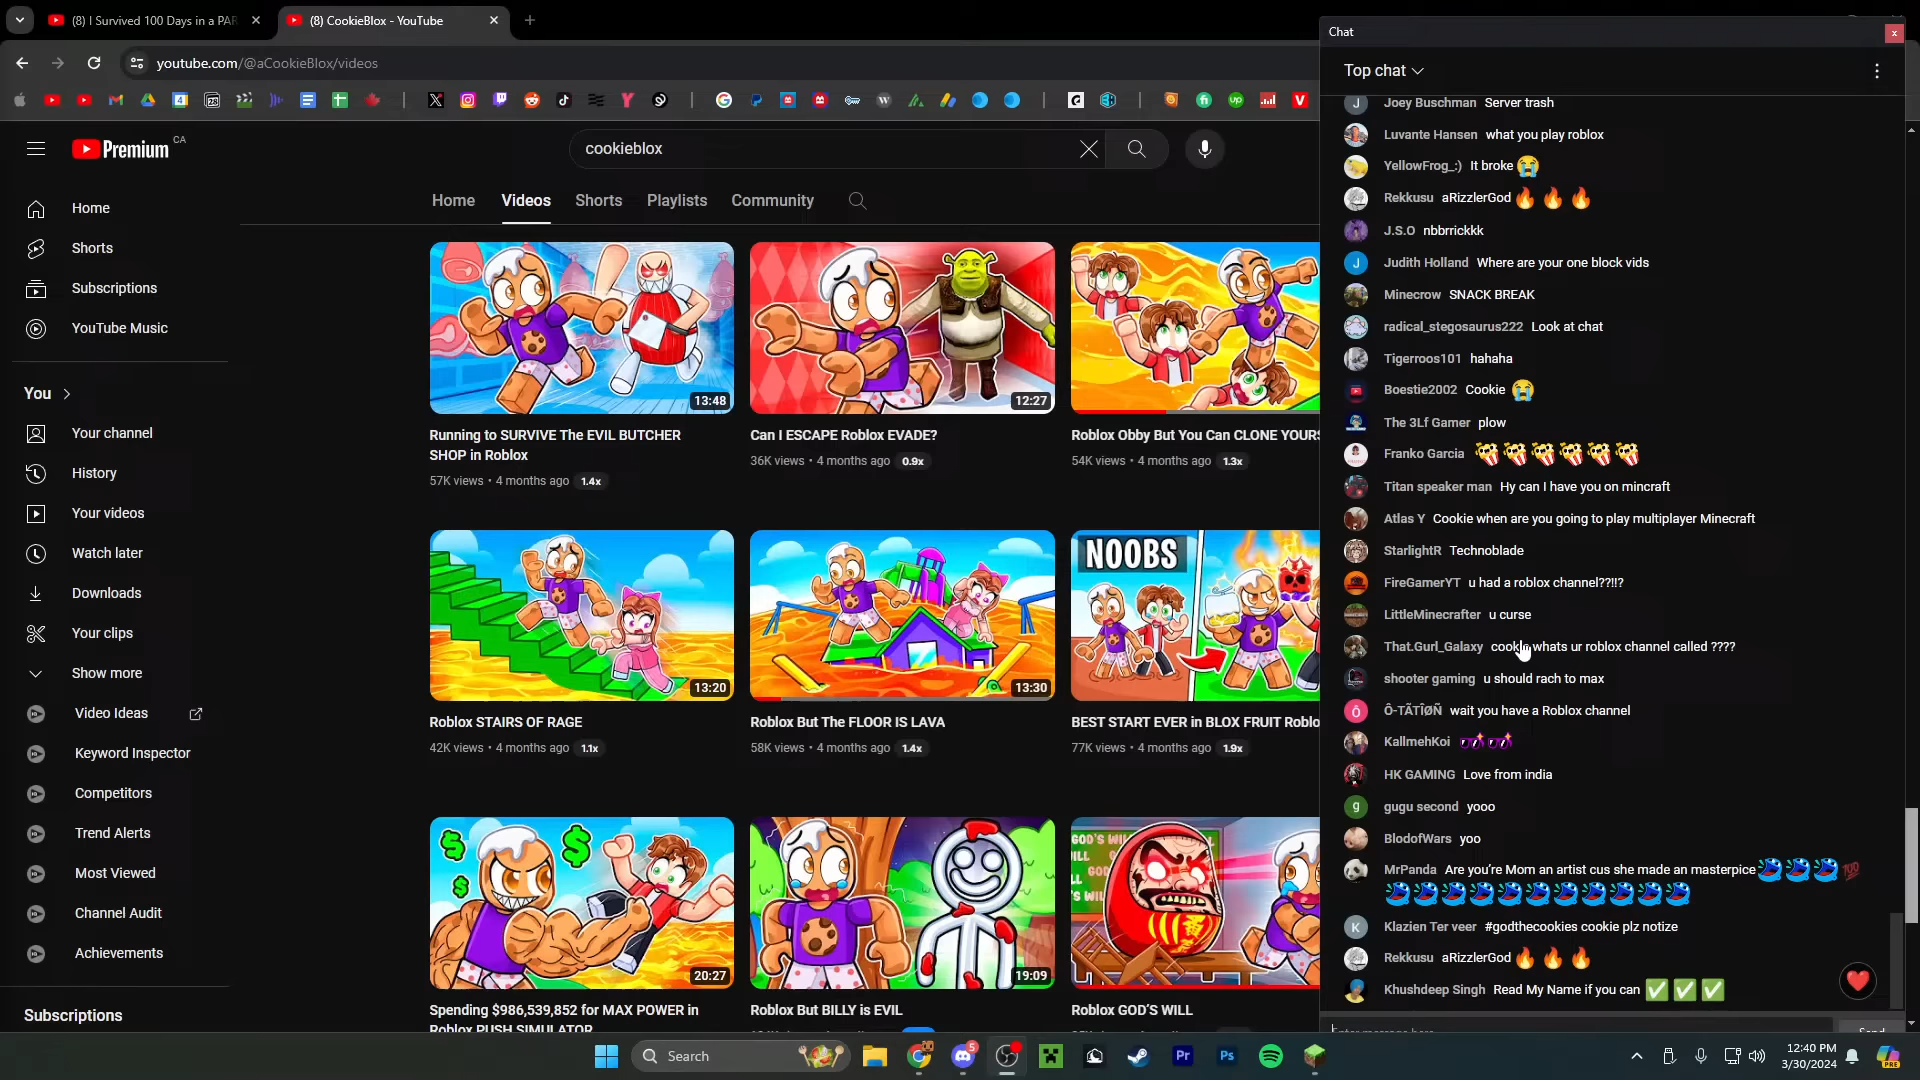 (8) I Survived 100 Days in a PAR
(8) CookieBlox - YouTube
youtube.com/@aCookieBlox/videos
Premium CA
cookieblox
Home
Shorts
Subscriptions
YouTube Music
You
Your channel
History
Your videos
Watch later
Downloads
Your clips
Show more
Video Ideas
Keyword Inspector
Competitors
Trend Alerts
Most Viewed
Channel Audit
Achievements
Subscriptions
Home Videos Shorts Playlists Community
13:48
12:27
Running to SURVIVE The EVIL BUTCHER
SHOP in Roblox
57K views • 4 months ago 1.4x
Can I ESCAPE Roblox EVADE?
36K views • 4 months ago 0.9x
Roblox Obby But You Can CLONE YOURS
54K views • 4 months ago 1.3x
13:20
13:30
NOOBS
Roblox STAIRS OF RAGE
42K views • 4 months ago 1.1x
Roblox But The FLOOR IS LAVA
58K views • 4 months ago 1.4x
BEST START EVER in BLOX FRUIT Roblo
77K views • 4 months ago 1.9x
20:27
19:09
Spending $986,539,852 for MAX POWER in
Roblox PUSH SIMULATOR
Roblox But BILLY is EVIL
Roblox GOD'S WILL
Chat
Top chat
Joey Buschman Server trash
Luvante Hansen what you play roblox
YellowFrog_:) It broke 😭
Rekkusu aRizzlerGod 🔥 🔥 🔥
J.S.O nbbrrickkk
Judith Holland Where are your one block vids
Minecrow SNACK BREAK
radical_stegosaurus222 Look at chat
Tigerroos101 hahaha
Boestie2002 Cookie 😭
The 3Lf Gamer plow
Franko Garcia
Titan speaker man Hy can I have you on mincraft
Atlas Y Cookie when are you going to play multiplayer Minecraft
StarlightR Technoblade
FireGamerYT u had a roblox channel??!!?
LittleMinecrafter u curse
That.Gurl_Galaxy cookie whats ur roblox channel called ????
shooter gaming u should rach to max
Ô-TÃTÎØÑ wait you have a Roblox channel
KallmehKoi
HK GAMING Love from india
gugu second yooo
BlodofWars yoo
MrPanda Are you're Mom an artist cus she made an masterpice 💯
Klazien Ter veer #godthecookies cookie plz notize
Rekkusu aRizzlerGod 🔥 🔥 🔥
Khushdeep Singh Read My Name if you can ✅ ✅ ✅
Search
12:40 PM
3/30/2024